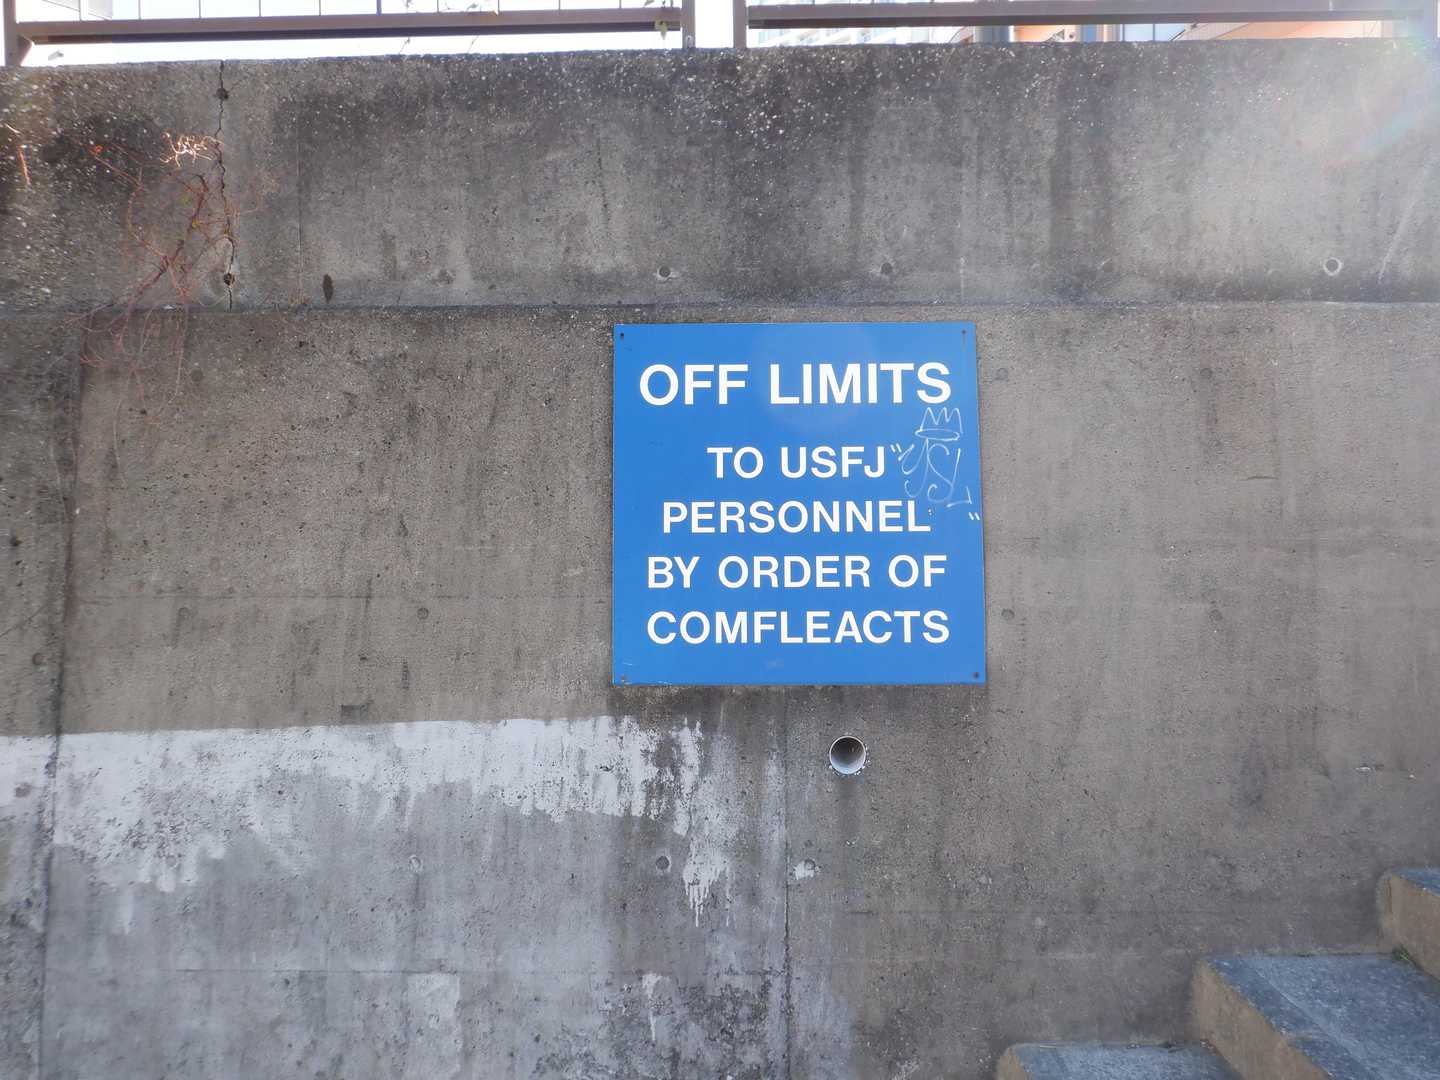 OFF LIMITS
TO USFJ
PERSONNEL
BY ORDER OF
COMFLEACTS